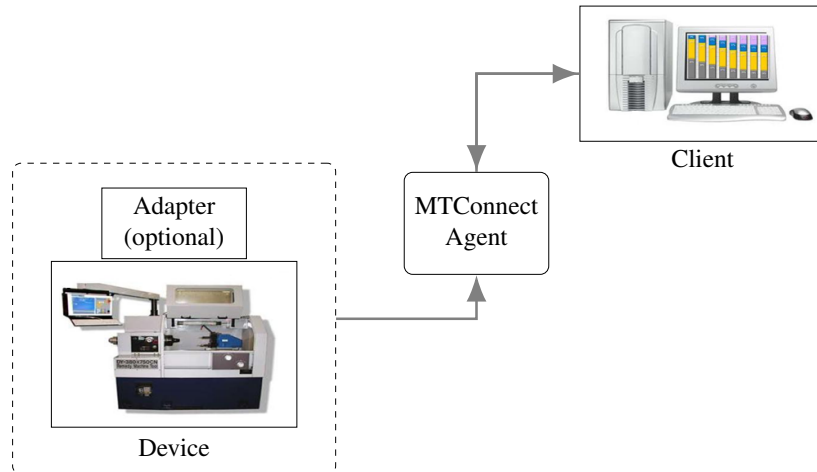 Client
MTConnect
Agent
Adapter
(optional)
Device